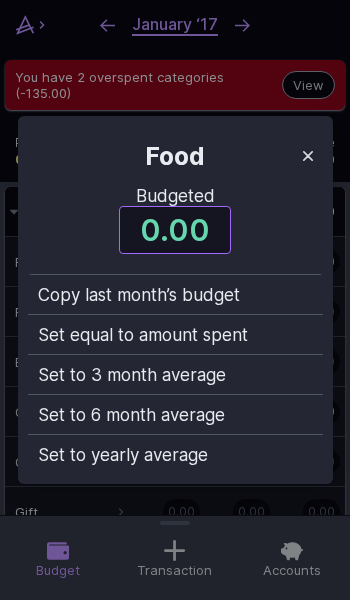 January ‘17
You have 2 overspent categories
(-135.00)
View
Food
Budgeted
0.00
Copy last month’s budget
Set equal to amount spent
Set to 3 month average
Set to 6 month average
Set to yearly average
Gift
0.00 0.00 0.00
Budget Transaction Accounts